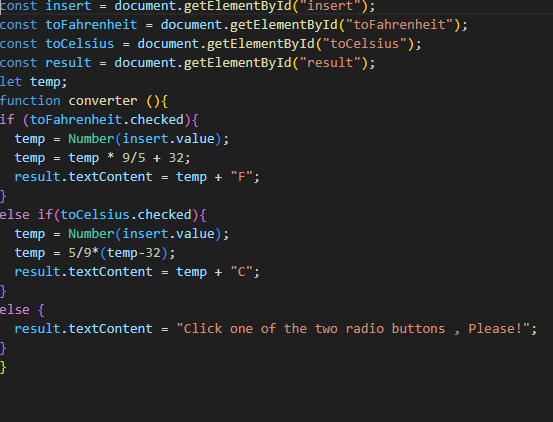 const insert = document.getElementById("insert");
const toFahrenheit = document.getElementById("toFahrenheit");
const toCelsius = document.getElementById("toCelsius");
const result = document.getElementById("result");
let temp;
function converter (){
if (toFahrenheit.checked){
temp = Number(insert.value);
temp = temp * 9/5 + 32;
result.textContent = temp + "F";
}
else if(toCelsius.checked){
temp = Number(insert.value);
temp = 5/9*(temp-32);
result.textContent = temp + "C";
}
else {
result.textContent = "Click one of the two radio buttons , Please!";
}
}